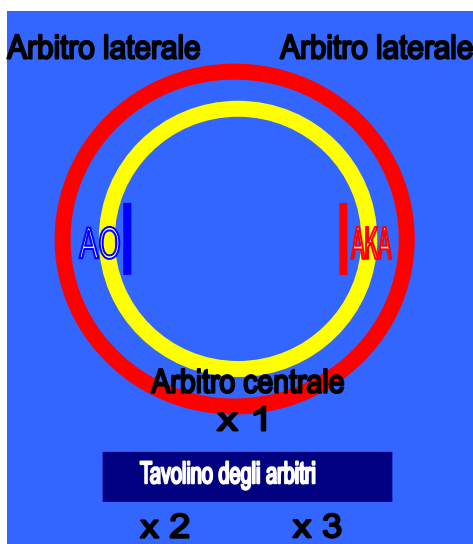 Arbitro laterale Arbitro laterale
AO AKA
Arbitro centrale
x 1
Tavolino degli arbitri
x 2 x 3